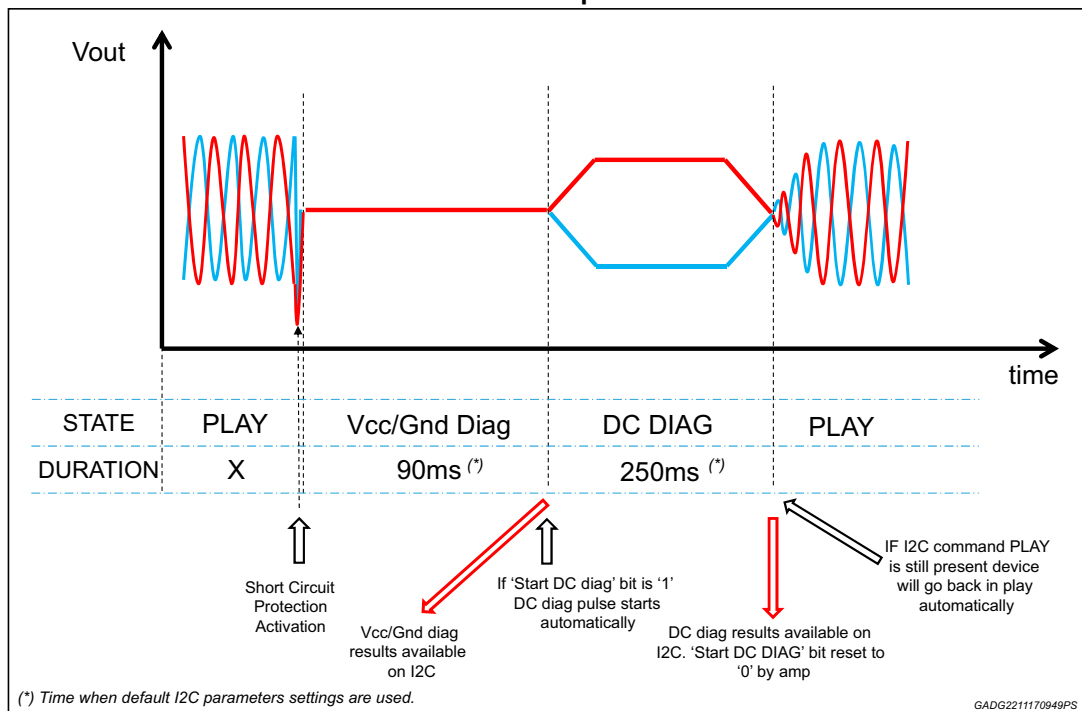 Vout
time
STATE PLAY Vcc/Gnd Diag DC DIAG PLAY
DURATION X 90ms (*) 250ms (*)
Short Circuit
Protection
Activation
Vcc/Gnd diag
results available
on I2C
If ‘Start DC diag’ bit is ‘1’
DC diag pulse starts
automatically
DC diag results available on
I2C. ‘Start DC DIAG’ bit reset to
‘0’ by amp
IF I2C command PLAY
is still present device
will go back in play
automatically
(*) Time when default I2C parameters settings are used.
GADG2211170949PS